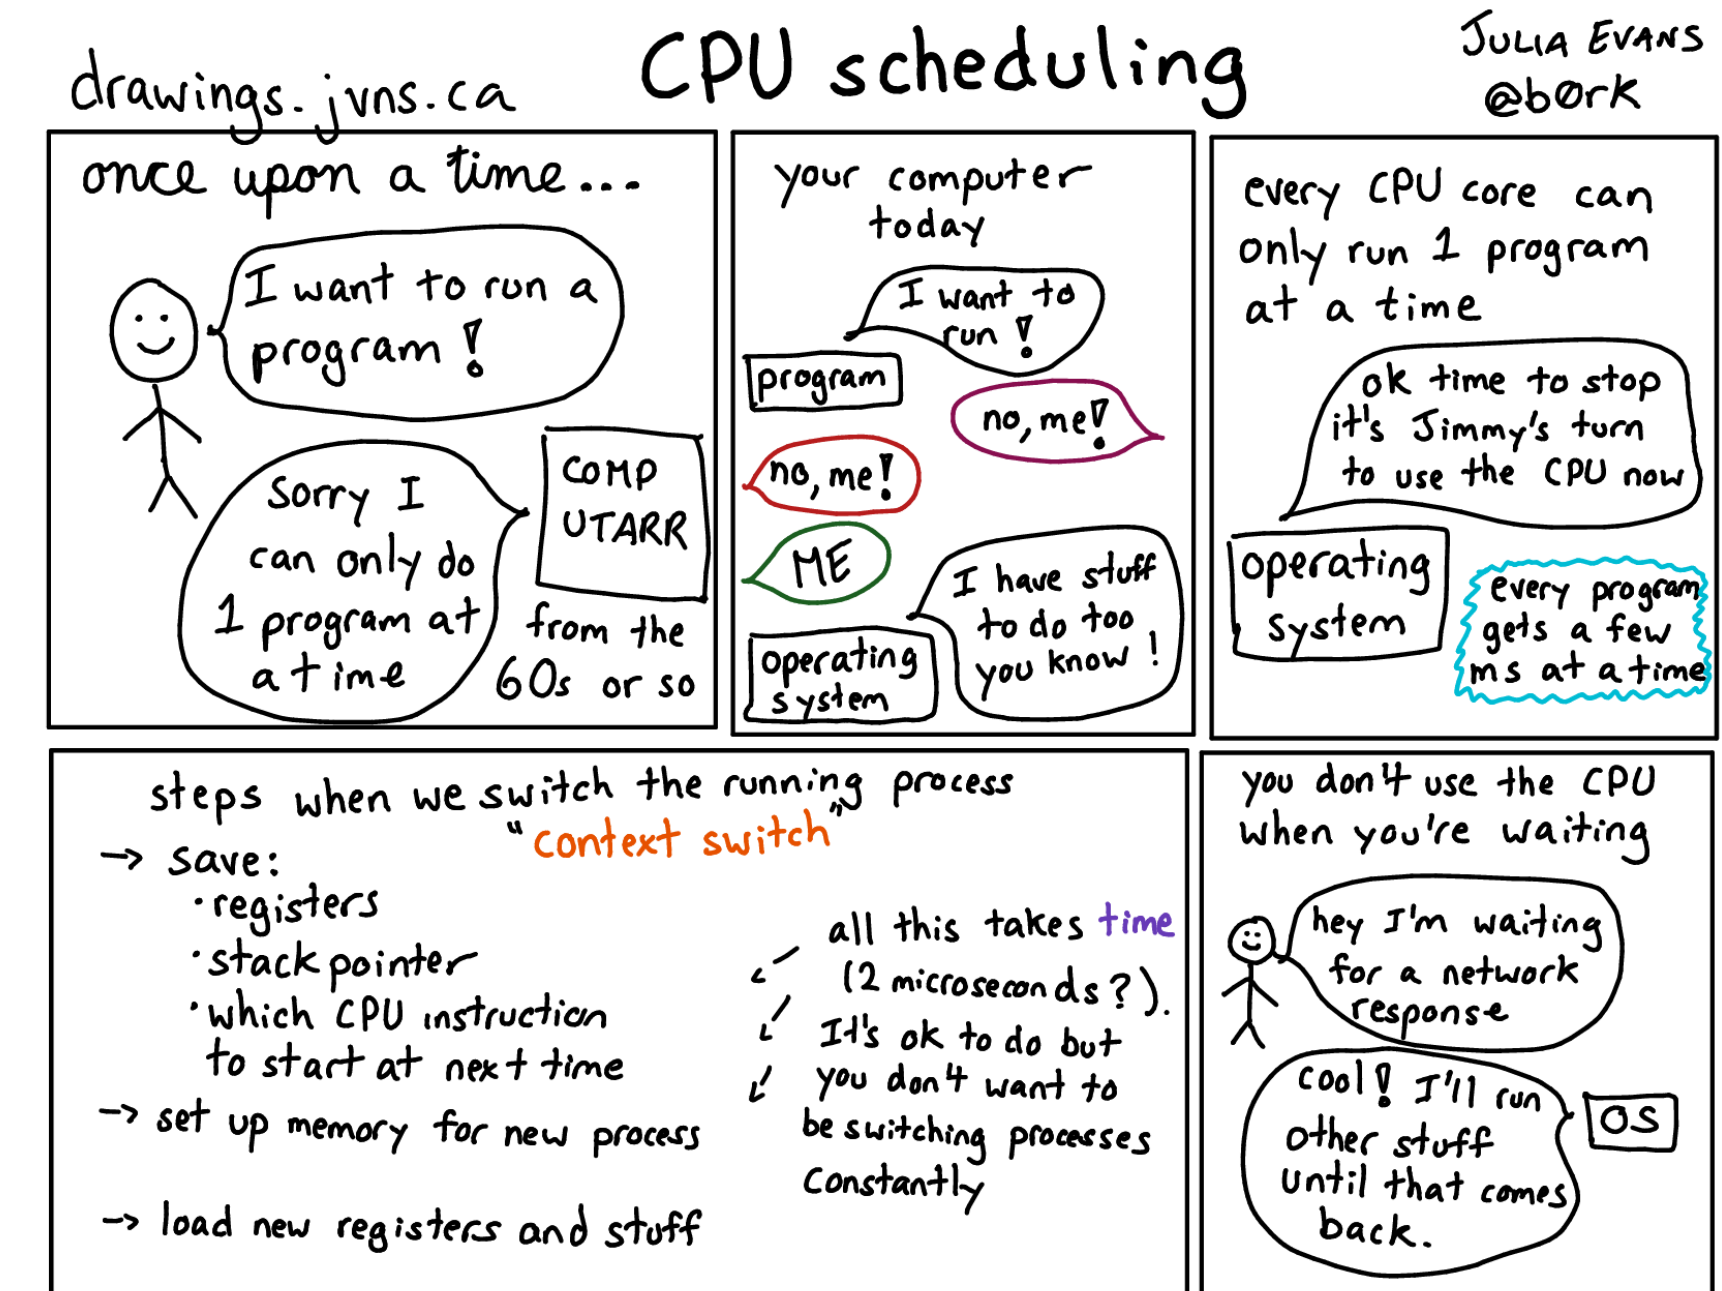 drawings.jvns.ca
CPU scheduling
JULIA EVANS
@b0rk
once upon a time...
I want to run a
program!
sorry I
can only do
1 program at
a time
COMP
UTARR
from the
60s or so
your computer
today
I want to
run!
program
no, me!
no, me!
ME
I have stuff
to do too
you know!
operating
system
every CPU core can
only run 1 program
at a time
ok time to stop
it's Jimmy's turn
to use the CPU now
operating
system
every program
gets a few
ms at a time
steps when we switch the running process
"context switch"
→ save:
• registers
• stack pointer
• which CPU instruction
to start at next time
→ set up memory for new process
→ load new registers and stuff
all this takes time
(2 microseconds?).
It's ok to do but
you don't want to
be switching processes
constantly
you don't use the CPU
when you're waiting
hey I'm waiting
for a network
response
cool! I'll run
other stuff
until that comes
back.
OS